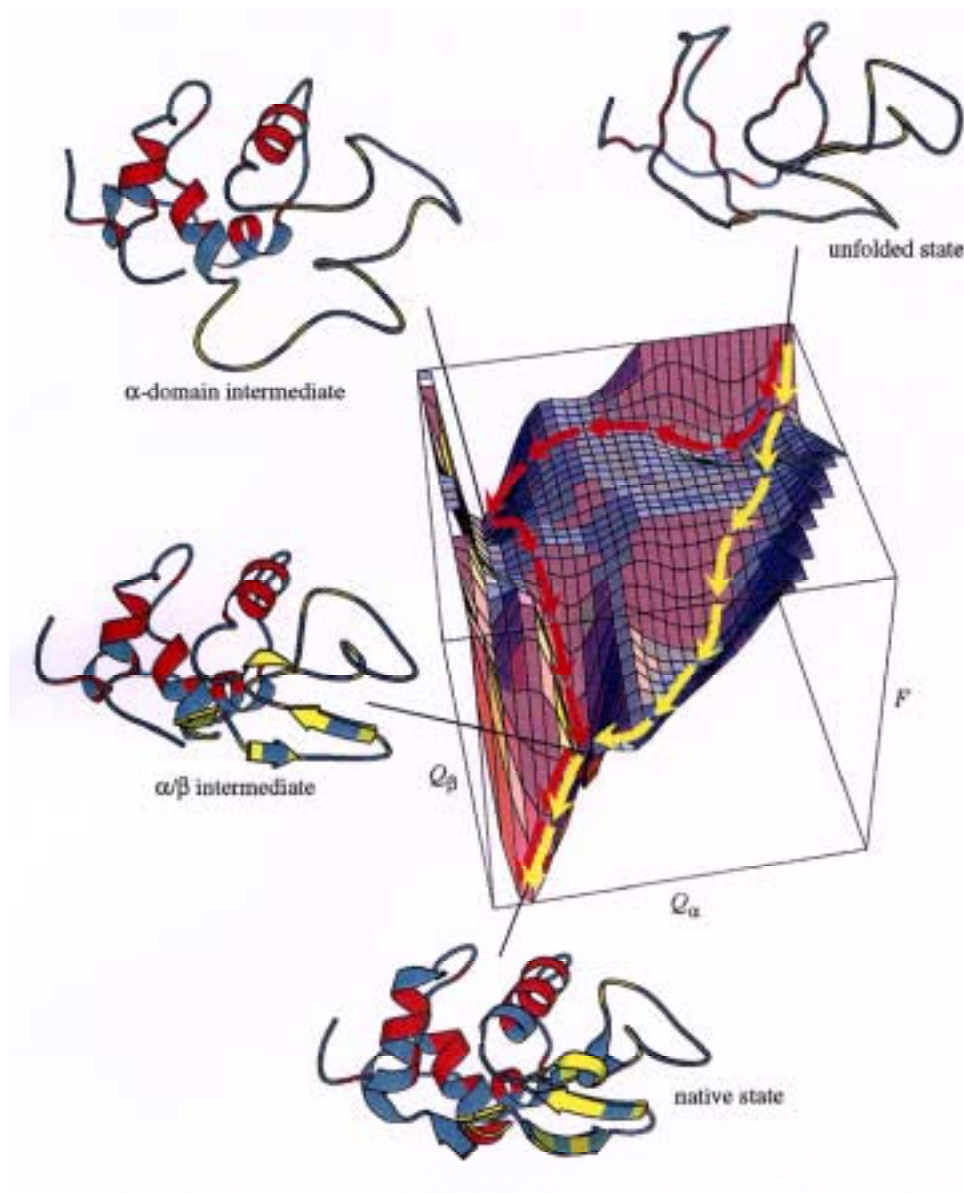 unfolded state
α-domain intermediate
F
Qβ
α/β intermediate
Qα
native state